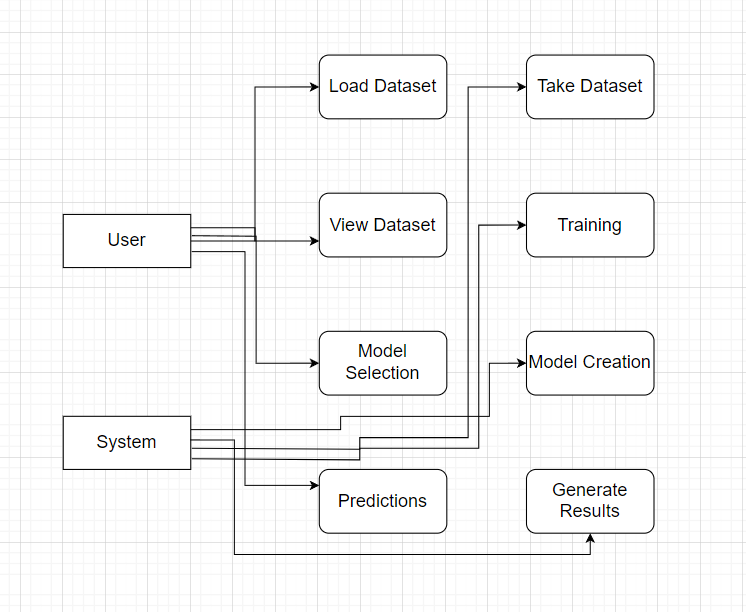 Load Dataset
Take Dataset
User
View Dataset
Training
Model
Selection
Model Creation
System
Predictions
Generate
Results